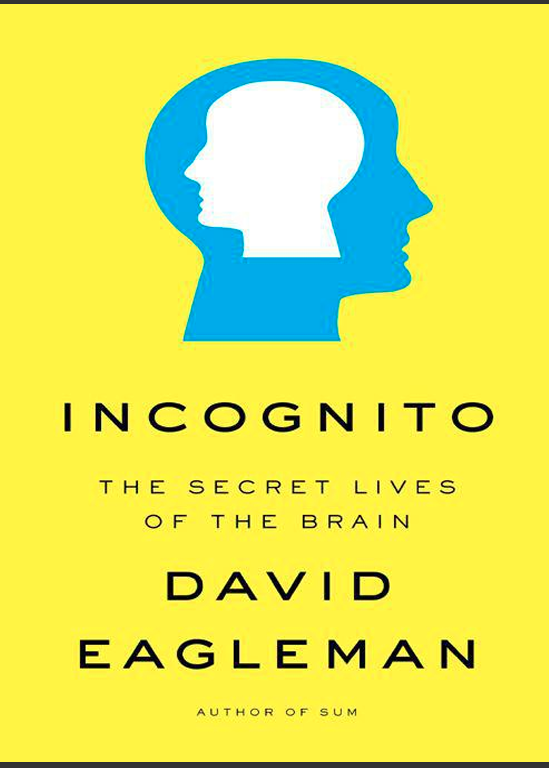 INCOGNITO
THE SECRET LIVES
OF THE BRAIN
DAVID
EAGLEMAN
AUTHOR OF SUM